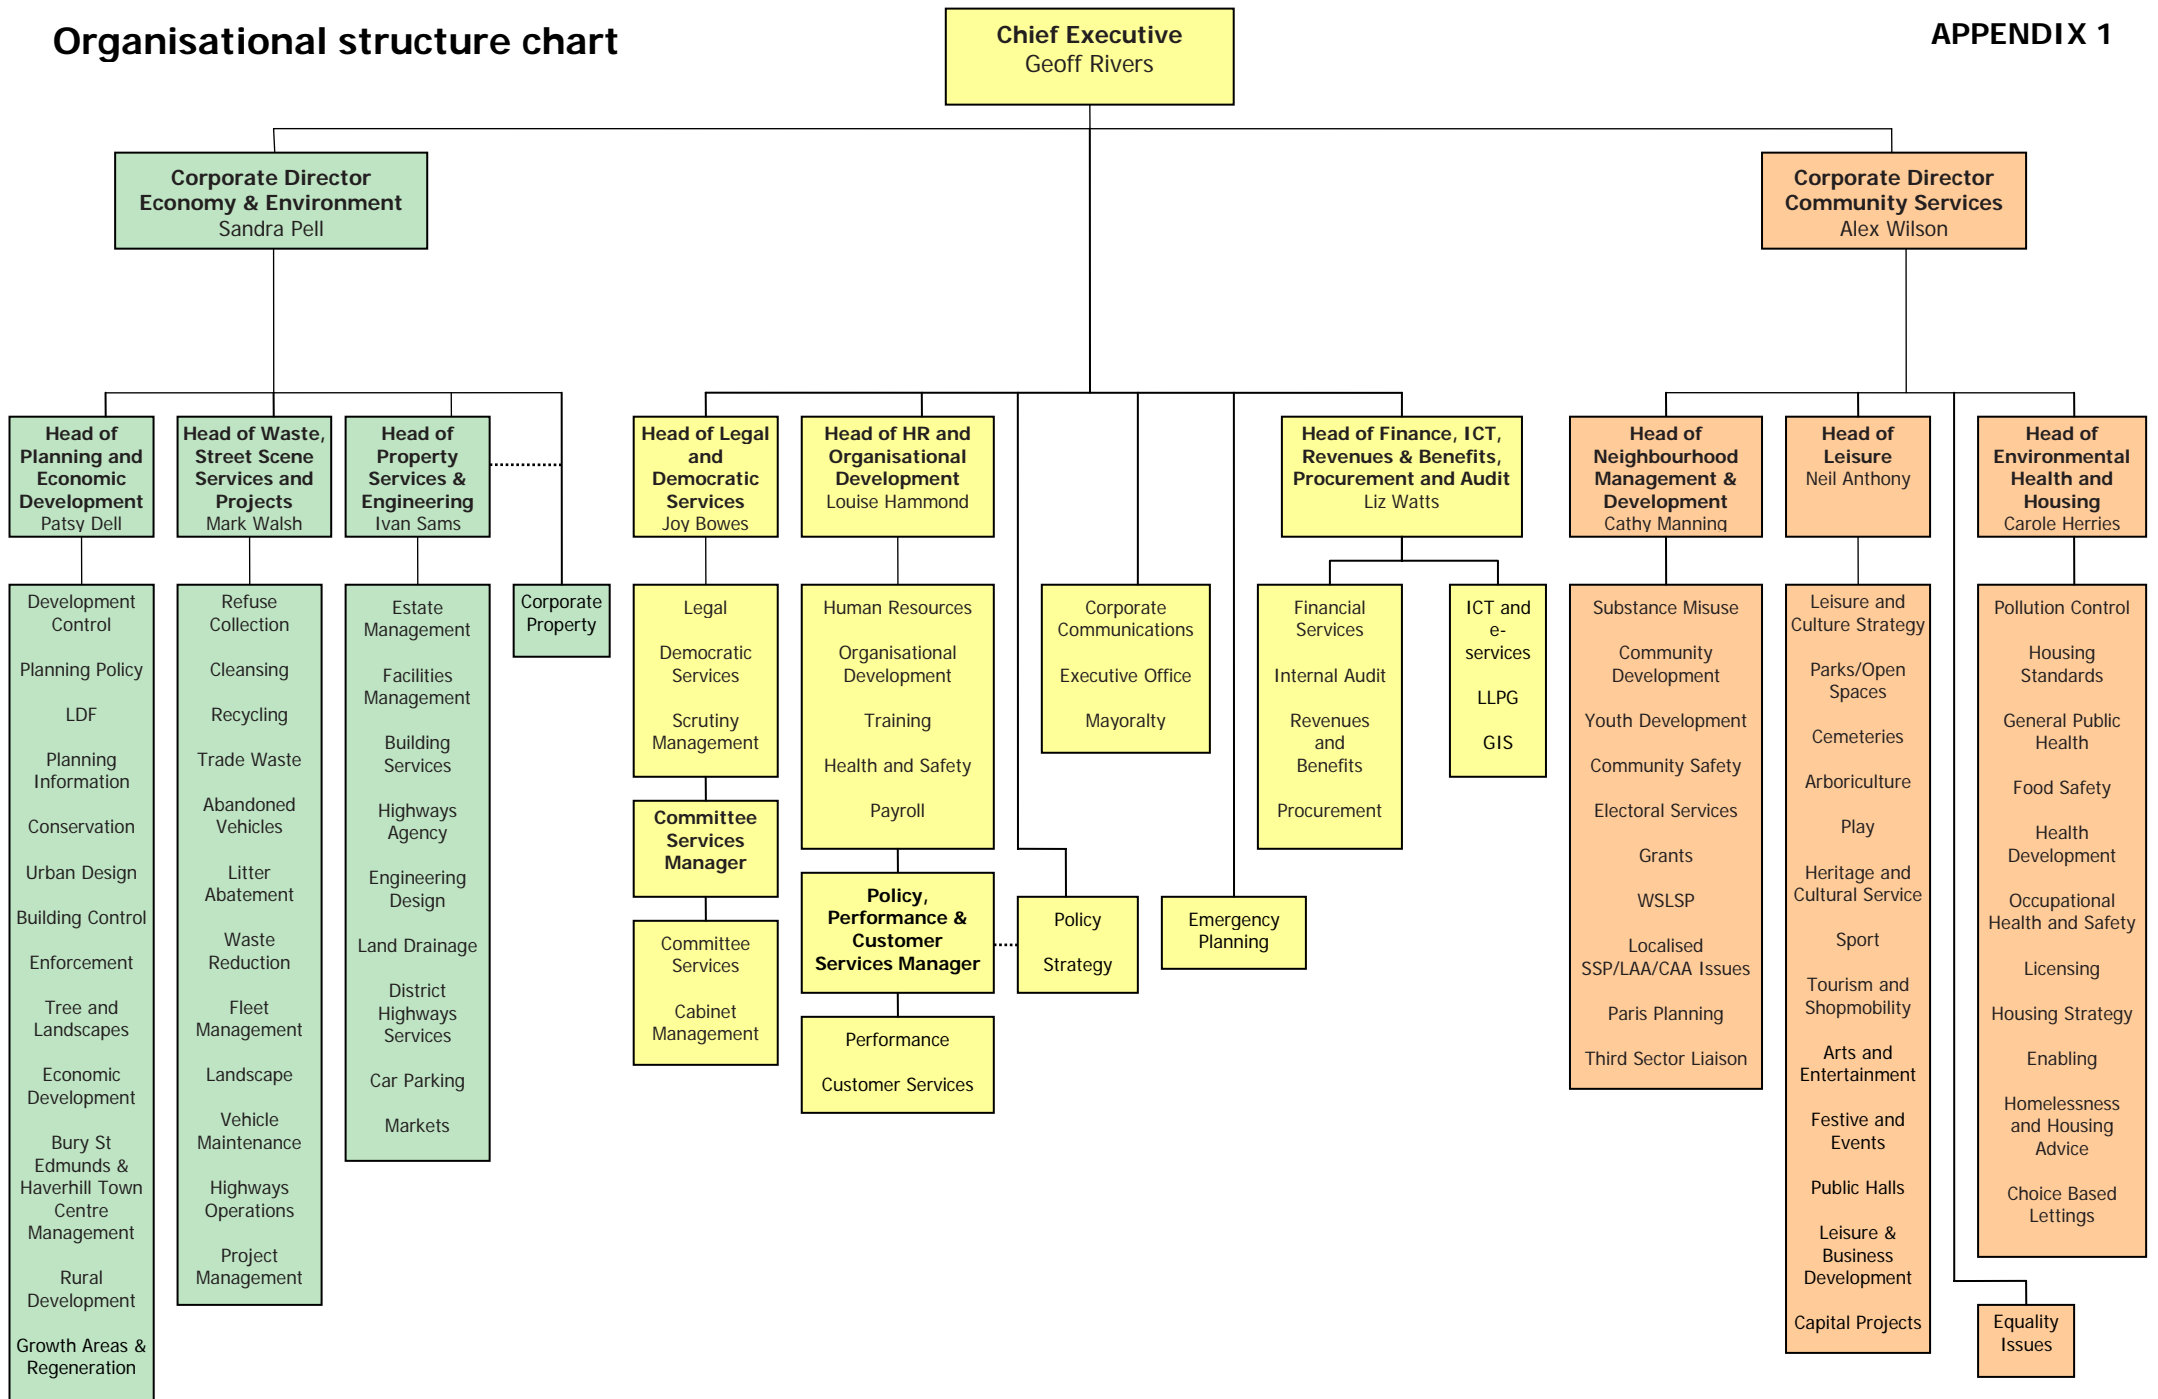 Organisational structure chart
APPENDIX 1
Chief Executive
Geoff Rivers
Corporate Director
Economy & Environment
Sandra Pell
Corporate Director
Community Services
Alex Wilson
Head of
Planning and
Economic
Development
Patsy Dell
Head of Waste,
Street Scene
Services and
Projects
Mark Walsh
Head of
Property
Services &
Engineering
Ivan Sams
Head of Legal
and
Democratic
Services
Joy Bowes
Head of HR and
Organisational
Development
Louise Hammond
Head of Finance, ICT,
Revenues & Benefits,
Procurement and Audit
Liz Watts
Head of
Neighbourhood
Management &
Development
Cathy Manning
Head of
Leisure
Neil Anthony
Head of
Environmental
Health and
Housing
Carole Herries
Development
Control
Planning Policy
LDF
Planning
Information
Conservation
Urban Design
Building Control
Enforcement
Tree and
Landscapes
Economic
Development
Bury St
Edmunds &
Haverhill Town
Centre
Management
Rural
Development
Growth Areas &
Regeneration
Refuse
Collection
Cleansing
Recycling
Trade Waste
Abandoned
Vehicles
Litter
Abatement
Waste
Reduction
Fleet
Management
Landscape
Vehicle
Maintenance
Highways
Operations
Project
Management
Estate
Management
Facilities
Management
Building
Services
Highways
Agency
Engineering
Design
Land Drainage
District
Highways
Services
Car Parking
Markets
Corporate
Property
Legal
Democratic
Services
Scrutiny
Management
Committee
Services
Manager
Committee
Services
Cabinet
Management
Human Resources
Organisational
Development
Training
Health and Safety
Payroll
Policy,
Performance &
Customer
Services Manager
Performance
Customer Services
Policy
Strategy
Corporate
Communications
Executive Office
Mayoralty
Emergency
Planning
Financial
Services
Internal Audit
Revenues
and
Benefits
Procurement
ICT and
e-
services
LLPG
GIS
Substance Misuse
Community
Development
Youth Development
Community Safety
Electoral Services
Grants
WSLSP
Localised
SSP/LAA/CAA Issues
Paris Planning
Third Sector Liaison
Leisure and
Culture Strategy
Parks/Open
Spaces
Cemeteries
Arboriculture
Play
Heritage and
Cultural Service
Sport
Tourism and
Shopmobility
Arts and
Entertainment
Festive and
Events
Public Halls
Leisure &
Business
Development
Capital Projects
Pollution Control
Housing
Standards
General Public
Health
Food Safety
Health
Development
Occupational
Health and Safety
Licensing
Housing Strategy
Enabling
Homelessness
and Housing
Advice
Choice Based
Lettings
Equality
Issues